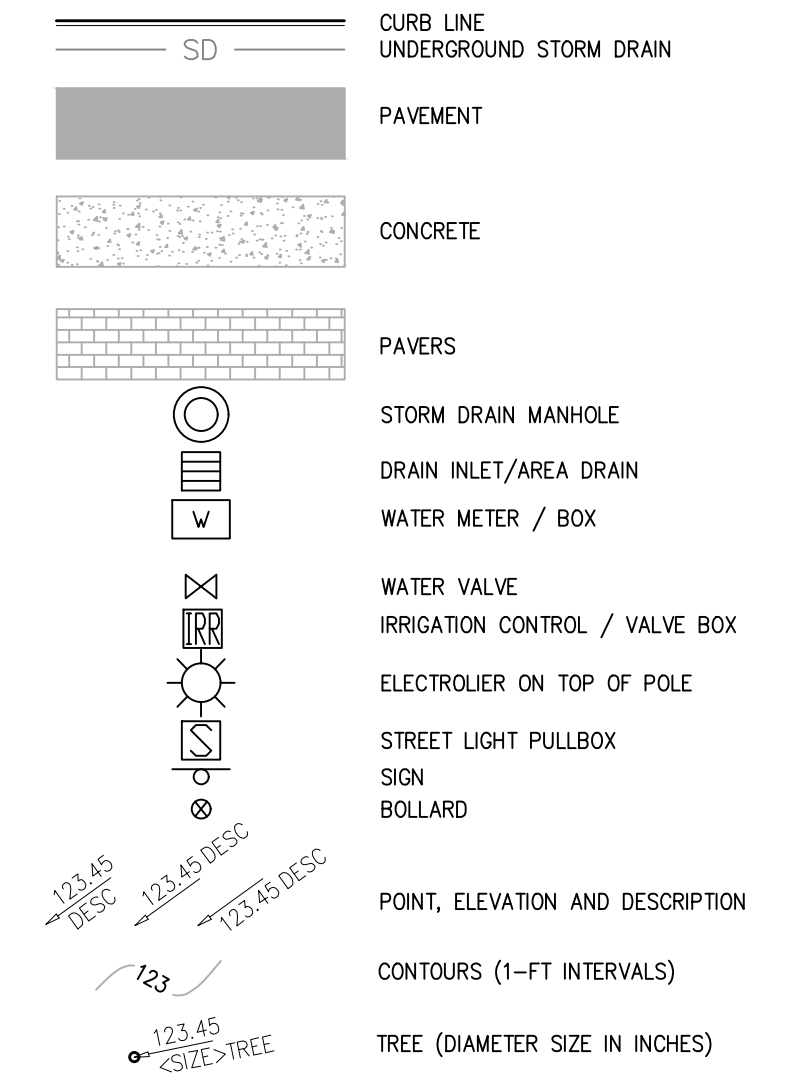 CURB LINE
SD UNDERGROUND STORM DRAIN
PAVEMENT
CONCRETE
PAVERS
STORM DRAIN MANHOLE
DRAIN INLET/AREA DRAIN
W WATER METER / BOX
WATER VALVE
IRR IRRIGATION CONTROL / VALVE BOX
ELECTROLIER ON TOP OF POLE
S STREET LIGHT PULLBOX
SIGN
BOLLARD
123.45
DESC
123.45 DESC
123.45 DESC
POINT, ELEVATION AND DESCRIPTION
123 CONTOURS (1-FT INTERVALS)
123.45
<SIZE>TREE
TREE (DIAMETER SIZE IN INCHES)